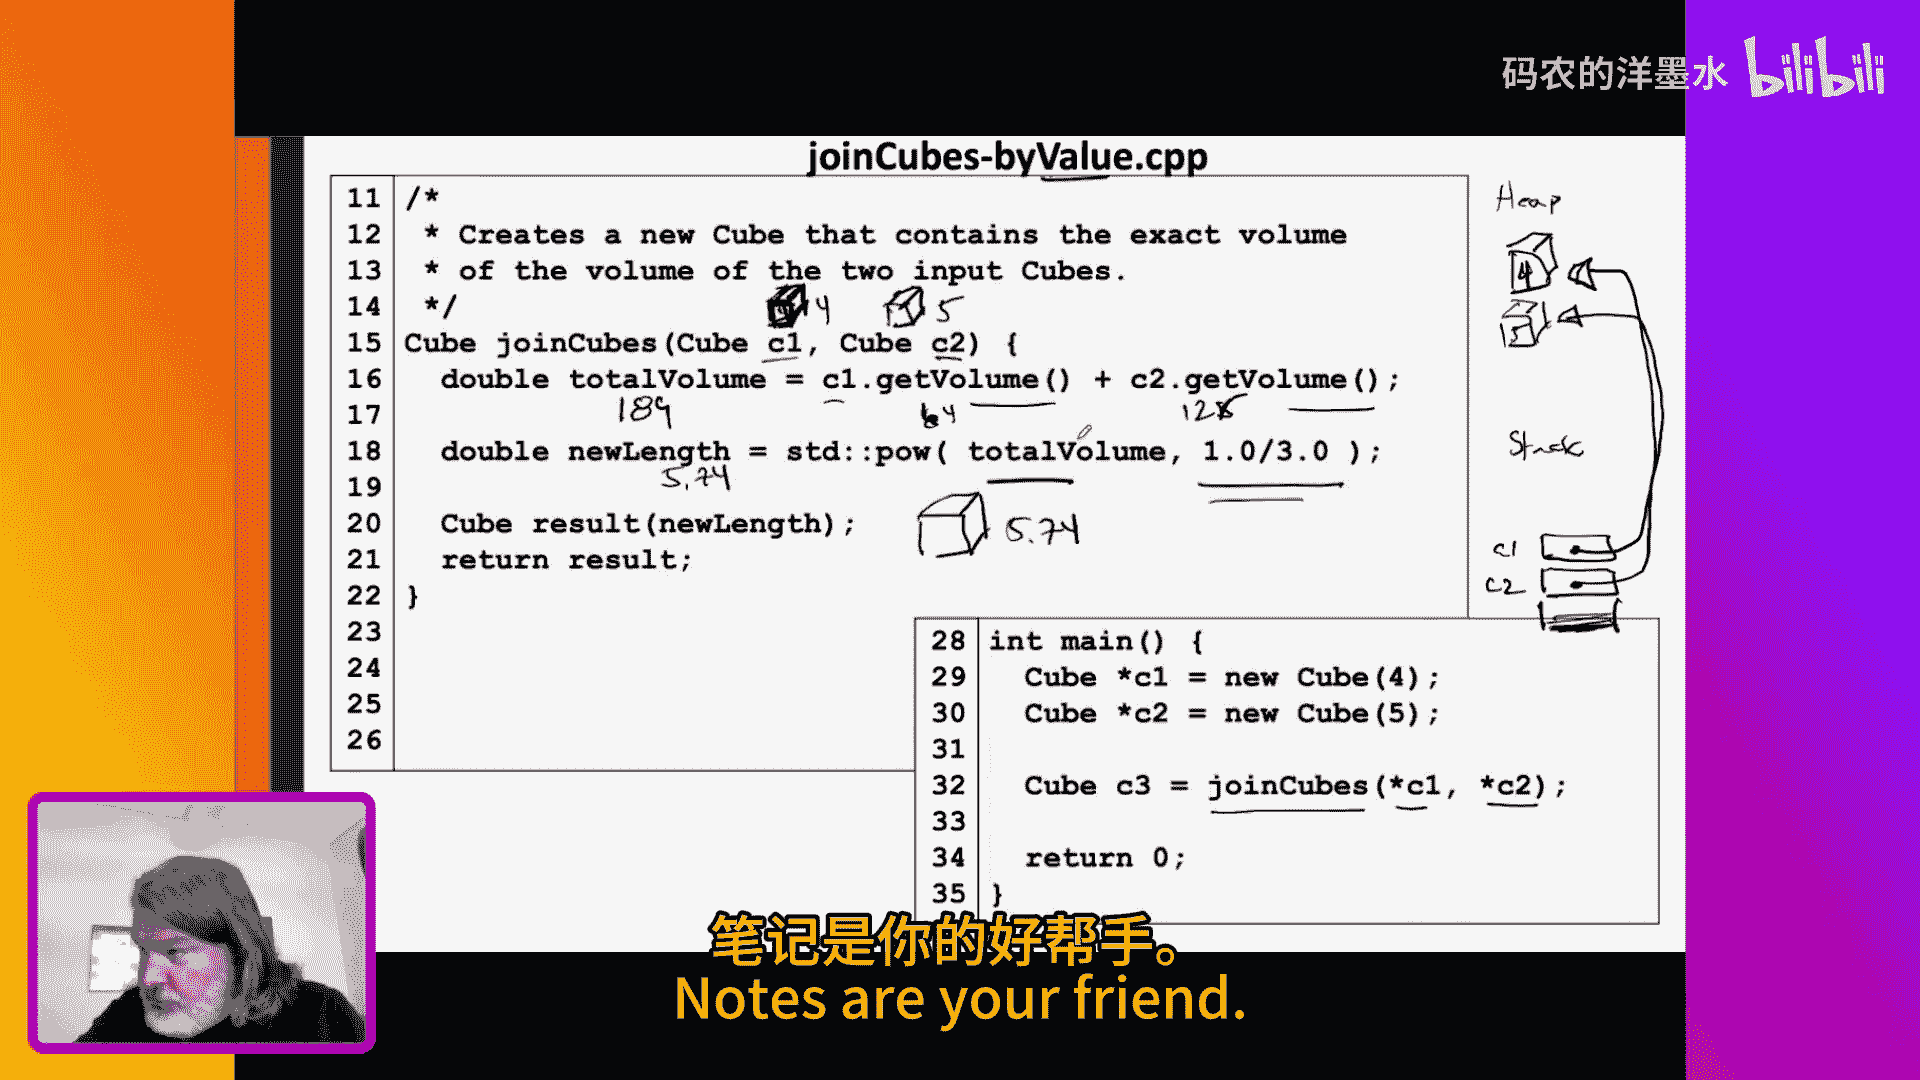 码农的洋墨水 bilibili
joinCubes-byValue.cpp
11 /*
12 * Creates a new Cube that contains the exact volume
13 * of the volume of the two input Cubes.
14 */
4 5
15 Cube joinCubes(Cube c1, Cube c2) {
16 double totalVolume = c1.getVolume() + c2.getVolume();
17
189 64 125
18 double newLength = std::pow( totalVolume, 1.0/3.0 );
19
5.74
20 Cube result(newLength);
5.74
21 return result;
22 }
23
24
25
26
Heap
4
5
Stack
c1
c2
28 int main() {
29 Cube *c1 = new Cube(4);
30 Cube *c2 = new Cube(5);
31
32 Cube c3 = joinCubes(*c1, *c2);
33
34 return 0;
35 }
笔记是你的好帮手。
Notes are your friend.